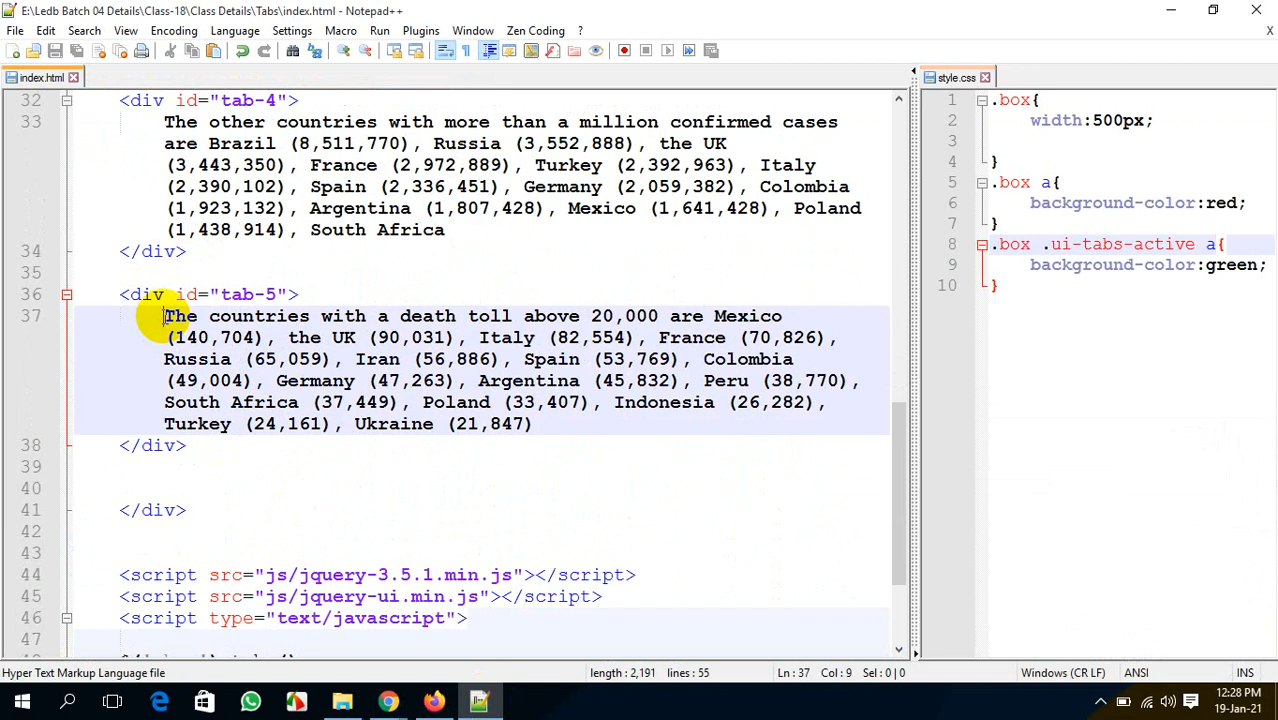 E:\Ledb Batch 04 Details\Class-18\Class Details\Tabs\index.html - Notepad++
File Edit Search View Encoding Language Settings Macro Run Plugins Window Zen Coding ? X
index.html
32 <div id="tab-4">
33 The other countries with more than a million confirmed cases
are Brazil (8,511,770), Russia (3,552,888), the UK
(3,443,350), France (2,972,889), Turkey (2,392,963), Italy
(2,390,102), Spain (2,336,451), Germany (2,059,382), Colombia
(1,923,132), Argentina (1,807,428), Mexico (1,641,428), Poland
(1,438,914), South Africa
34 </div>
35
36 <div id="tab-5">
37 The countries with a death toll above 20,000 are Mexico
(140,704), the UK (90,031), Italy (82,554), France (70,826),
Russia (65,059), Iran (56,886), Spain (53,769), Colombia
(49,004), Germany (47,263), Argentina (45,832), Peru (38,770),
South Africa (37,449), Poland (33,407), Indonesia (26,282),
Turkey (24,161), Ukraine (21,847)
38 </div>
39
40
41 </div>
42
43
44 <script src="js/jquery-3.5.1.min.js"></script>
45 <script src="js/jquery-ui.min.js"></script>
46 <script type="text/javascript">
47
style.css
1 .box{
2 width:500px;
3
4 }
5 .box a{
6 background-color:red;
7 }
8 .box .ui-tabs-active a{
9 background-color:green;
10 }
Hyper Text Markup Language file length : 2,191 lines : 55 Ln : 37 Col : 9 Sel : 0 | 0 Windows (CR LF) ANSI INS
12:28 PM
19-Jan-21